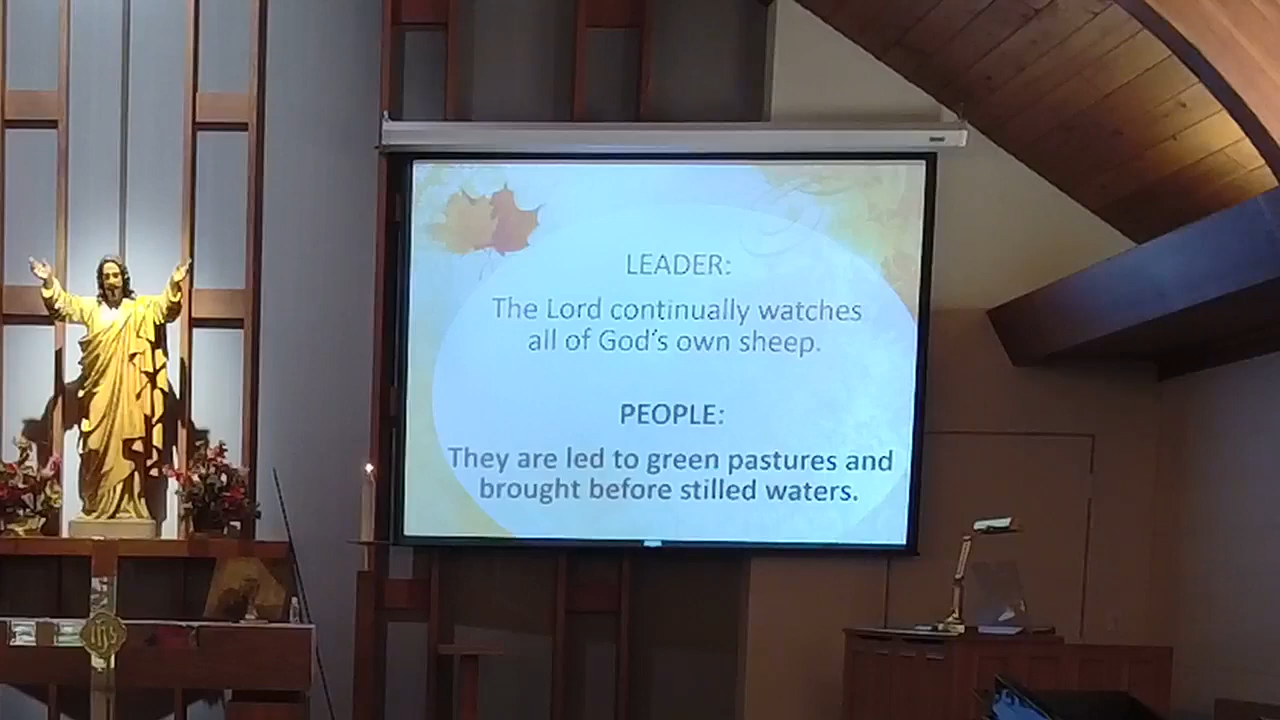 LEADER:
The Lord continually watches
all of God's own sheep.
PEOPLE:
They are led to green pastures and
brought before stilled waters.
IHS